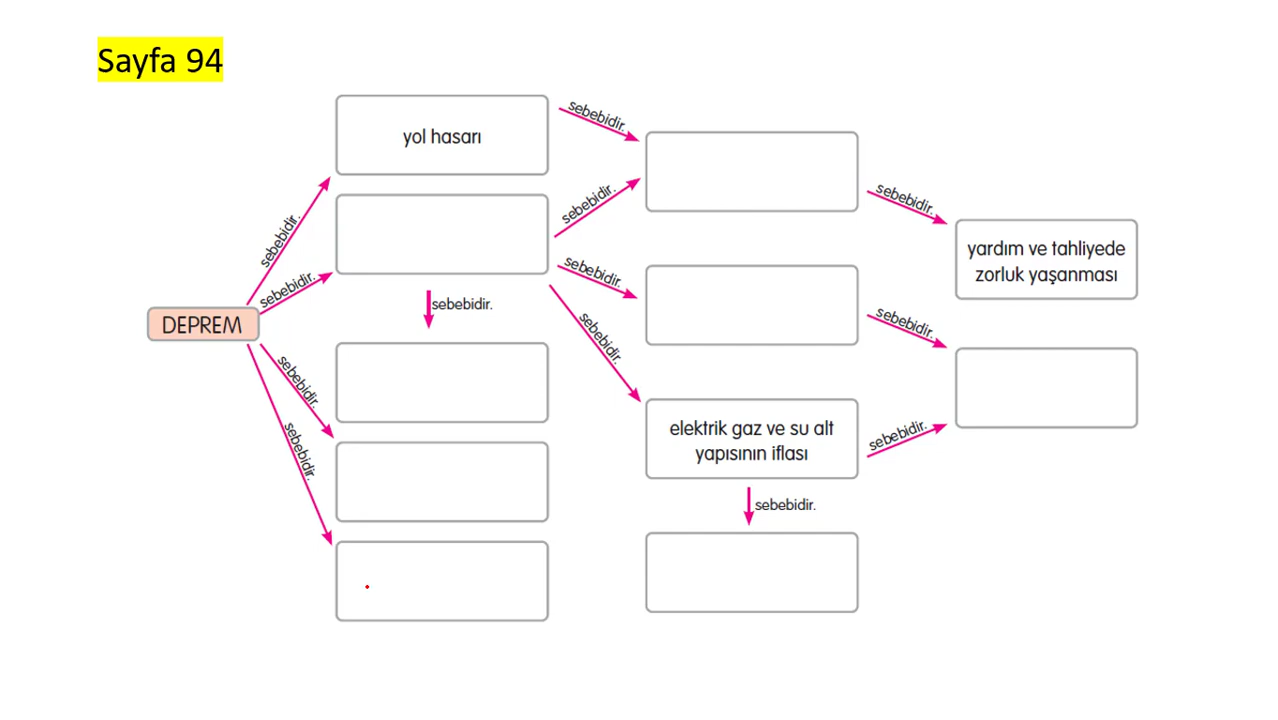 Sayfa 94
yol hasarı
sebebidir.
sebebidir.
sebebidir.
sebebidir.
yardım ve tahliyede
zorluk yaşanması
sebebidir.
sebebidir.
sebebidir.
DEPREM
sebebidir.
sebebidir.
sebebidir.
elektrik gaz ve su alt
yapısının iflası
sebebidir.
sebebidir.
sebebidir.